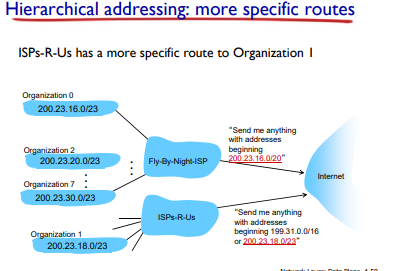 Hierarchical addressing: more specific routes
ISPs-R-Us has a more specific route to Organization 1
Organization 0
200.23.16.0/23
Organization 2
200.23.20.0/23
Organization 7
200.23.30.0/23
Organization 1
200.23.18.0/23
Fly-By-Night-ISP
ISPs-R-Us
"Send me anything
with addresses
beginning
200.23.16.0/20"
"Send me anything
with addresses
beginning 199.31.0.0/16
or 200.23.18.0/23"
Internet